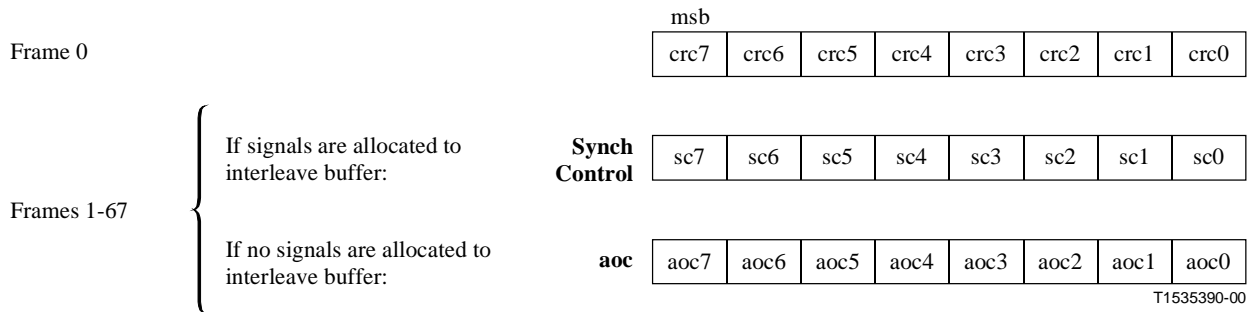 msb
Frame 0
crc7 crc6 crc5 crc4 crc3 crc2 crc1 crc0
Frames 1-67
If signals are allocated to
interleave buffer:
Synch
Control
sc7 sc6 sc5 sc4 sc3 sc2 sc1 sc0
If no signals are allocated to
interleave buffer:
aoc
aoc7 aoc6 aoc5 aoc4 aoc3 aoc2 aoc1 aoc0
T1535390-00